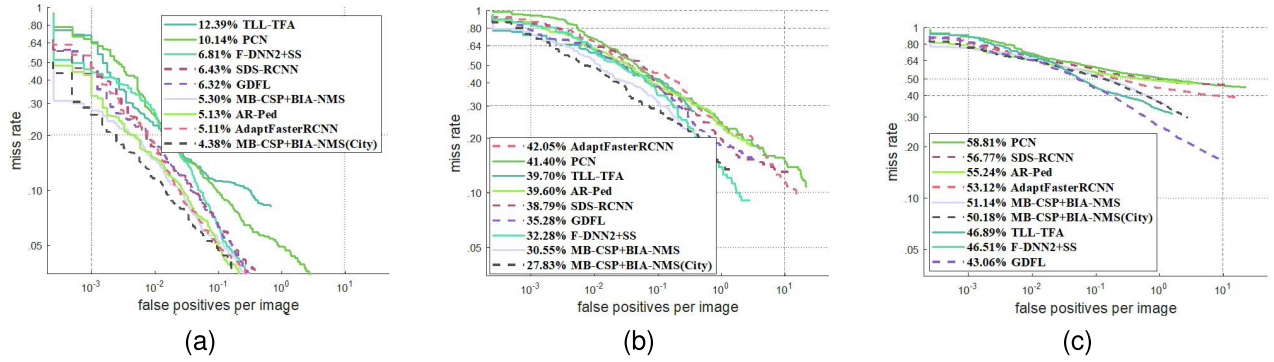 1
.80
.64
.50
.40
.30
.20
.10
.05
miss rate
12.39% TLL-TFA
10.14% PCN
6.81% F-DNN2+SS
6.43% SDS-RCNN
6.32% GDFL
5.30% MB-CSP+BIA-NMS
5.13% AR-Ped
5.11% AdaptFasterRCNN
4.38% MB-CSP+BIA-NMS(City)
10^-3 10^-2 10^-1 10^0 10^1
false positives per image
(a)
1
.80
.64
.50
.40
.30
.20
.10
.05
miss rate
42.05% AdaptFasterRCNN
41.40% PCN
39.70% TLL-TFA
39.60% AR-Ped
38.79% SDS-RCNN
35.28% GDFL
32.28% F-DNN2+SS
30.55% MB-CSP+BIA-NMS
27.83% MB-CSP+BIA-NMS(City)
10^-3 10^-2 10^-1 10^0 10^1
false positives per image
(b)
1
.80
.64
.50
.40
.30
.20
.10
.05
miss rate
58.81% PCN
56.77% SDS-RCNN
55.24% AR-Ped
53.12% AdaptFasterRCNN
51.14% MB-CSP+BIA-NMS
50.18% MB-CSP+BIA-NMS(City)
46.89% TLL-TFA
46.51% F-DNN2+SS
43.06% GDFL
10^-3 10^-2 10^-1 10^0 10^1
false positives per image
(c)